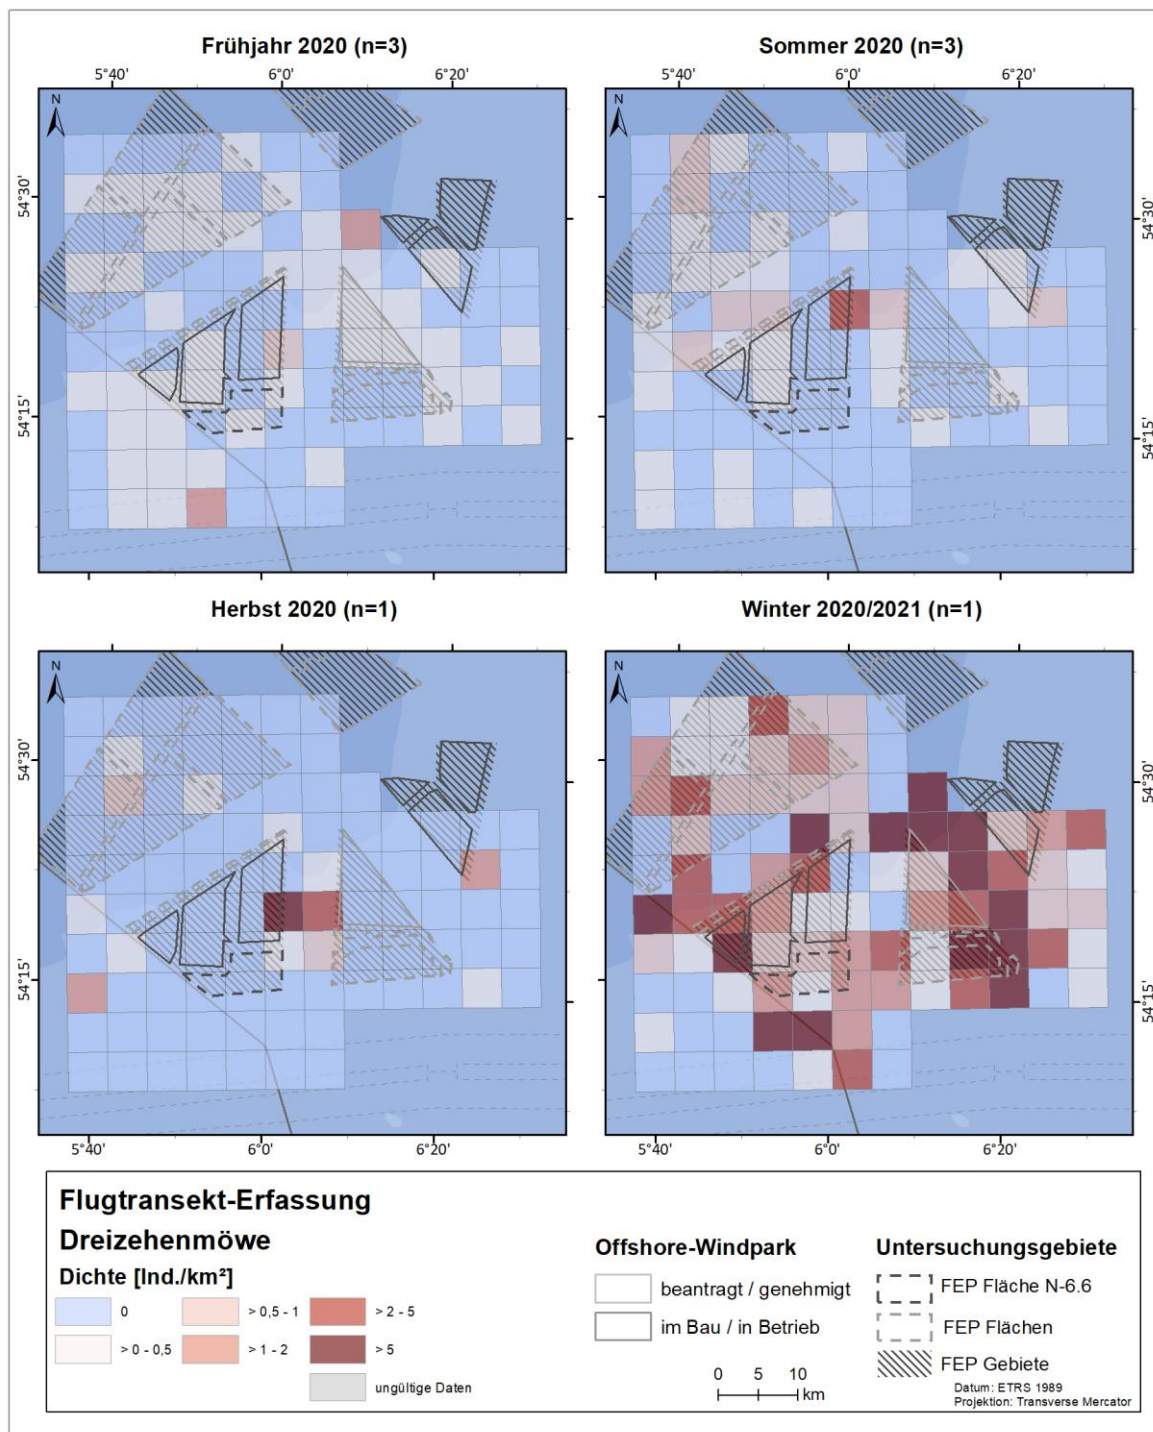 Frühjahr 2020 (n=3)
Sommer 2020 (n=3)
5°40' 6°0' 6°20'
5°40' 6°0' 6°20'
N
N
54°30'
54°30'
54°15'
54°15'
Herbst 2020 (n=1)
Winter 2020/2021 (n=1)
N
N
54°30'
54°30'
54°15'
54°15'
5°40' 6°0' 6°20'
5°40' 6°0' 6°20'
Flugtransekt-Erfassung
Dreizehenmöwe
Dichte [Ind./km²]
0
> 0 - 0,5
> 0,5 - 1
> 1 - 2
> 2 - 5
> 5
ungültige Daten
Offshore-Windpark
beantragt / genehmigt
im Bau / in Betrieb
0 5 10
km
Untersuchungsgebiete
FEP Fläche N-6.6
FEP Flächen
FEP Gebiete
Datum: ETRS 1989
Projektion: Transverse Mercator